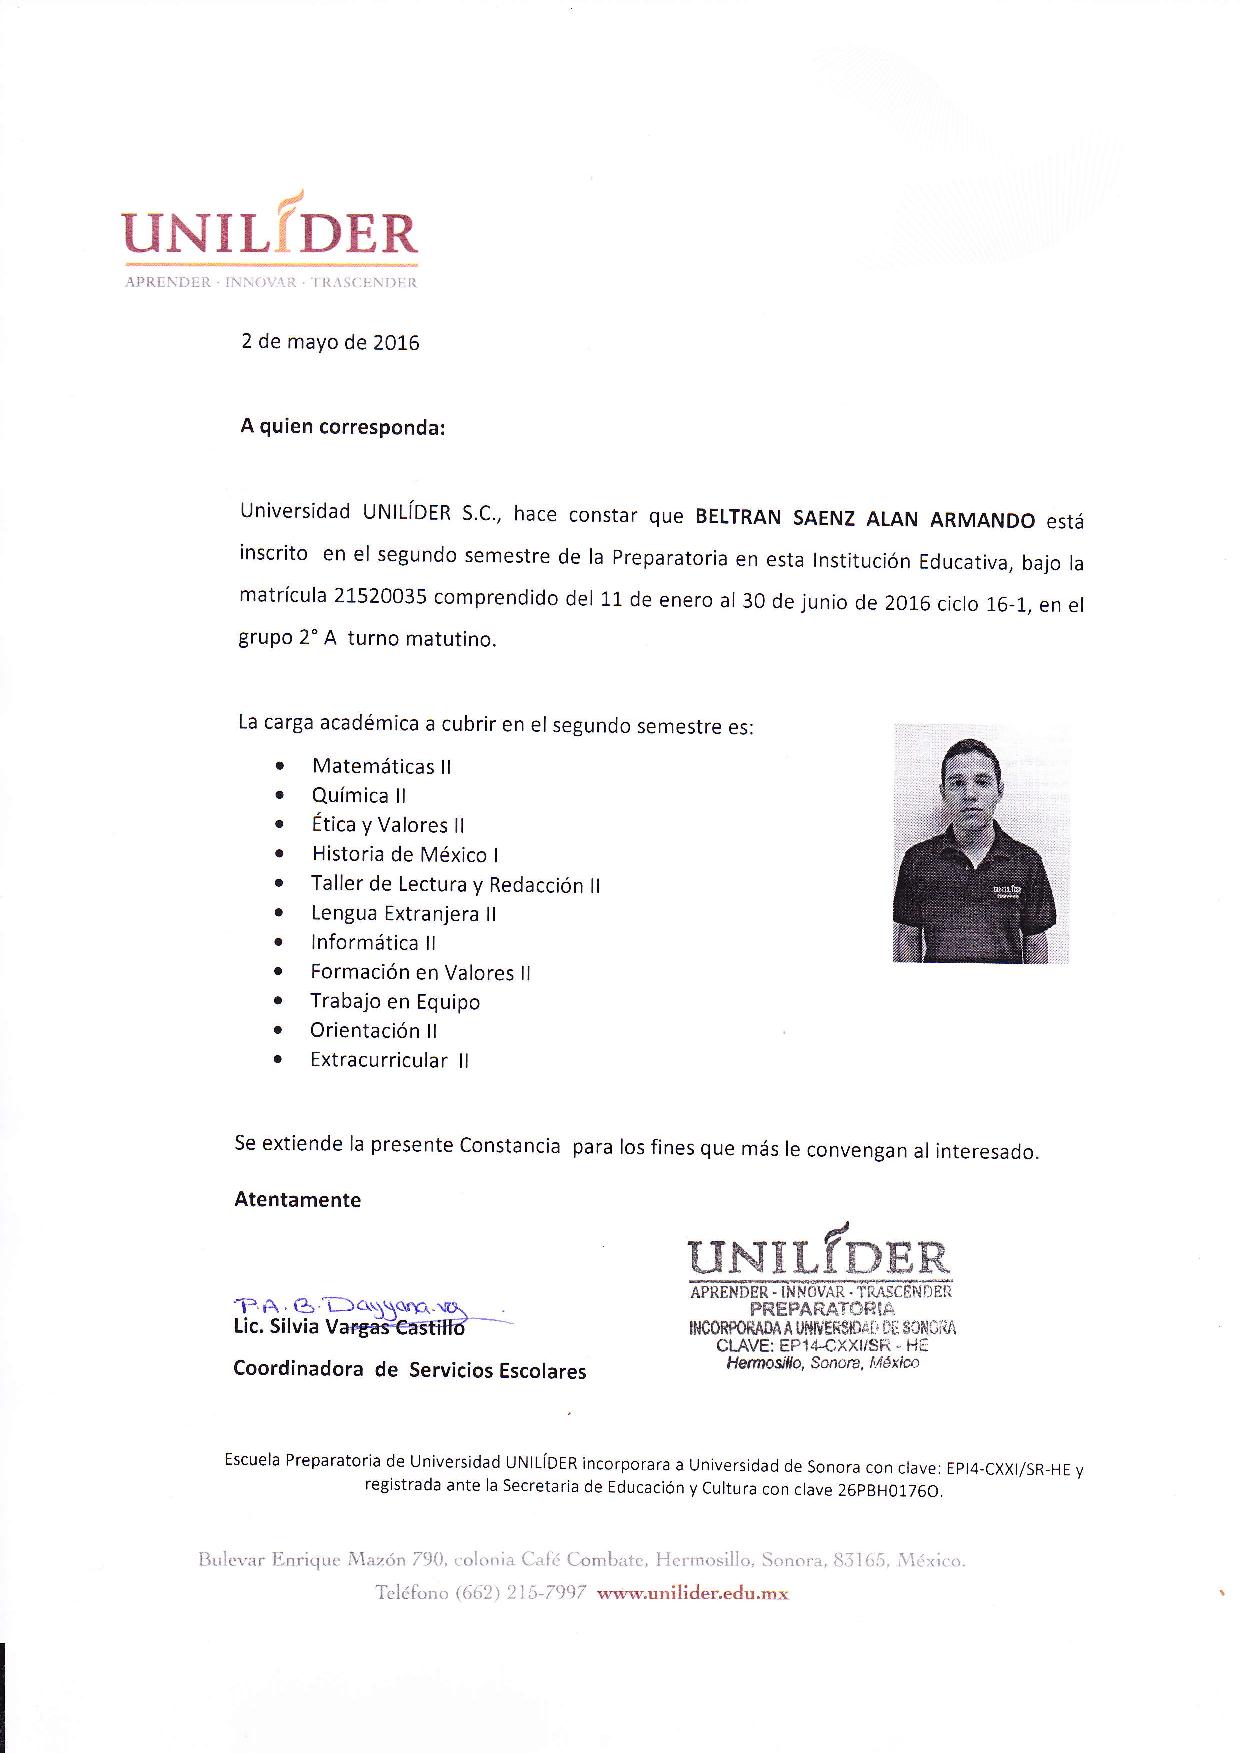 UNILÍDER
APRENDER · INNOVAR · TRASCENDER
2 de mayo de 2016
A quien corresponda:
Universidad UNILÍDER S.C., hace constar que BELTRAN SAENZ ALAN ARMANDO está
inscrito en el segundo semestre de la Preparatoria en esta Institución Educativa, bajo la
matrícula 21520035 comprendido del 11 de enero al 30 de junio de 2016 ciclo 16-1, en el
grupo 2° A turno matutino.
La carga académica a cubrir en el segundo semestre es:
• Matemáticas II
• Química II
• Ética y Valores II
• Historia de México I
• Taller de Lectura y Redacción II
• Lengua Extranjera II
• Informática II
• Formación en Valores II
• Trabajo en Equipo
• Orientación II
• Extracurricular II
UNILÍDER
Se extiende la presente Constancia para los fines que más le convengan al interesado.
Atentamente
P.A. B. Dayyana
Lic. Silvia Vargas Castillo
Coordinadora de Servicios Escolares
UNILÍDER
APRENDER - INNOVAR - TRASCENDER
PREPARATORIA
INCORPORADA A UNIVERSIDAD DE SONORA
CLAVE: EP14-CXXI/SR - HE
Hermosillo, Sonora, México
Escuela Preparatoria de Universidad UNILÍDER incorporara a Universidad de Sonora con clave: EPI4-CXXI/SR-HE y
registrada ante la Secretaria de Educación y Cultura con clave 26PBH0176O.
Bulevar Enrique Mazón 790, colonia Café Combate, Hermosillo, Sonora, 83165, México.
Teléfono (662) 215-7997 www.unilider.edu.mx